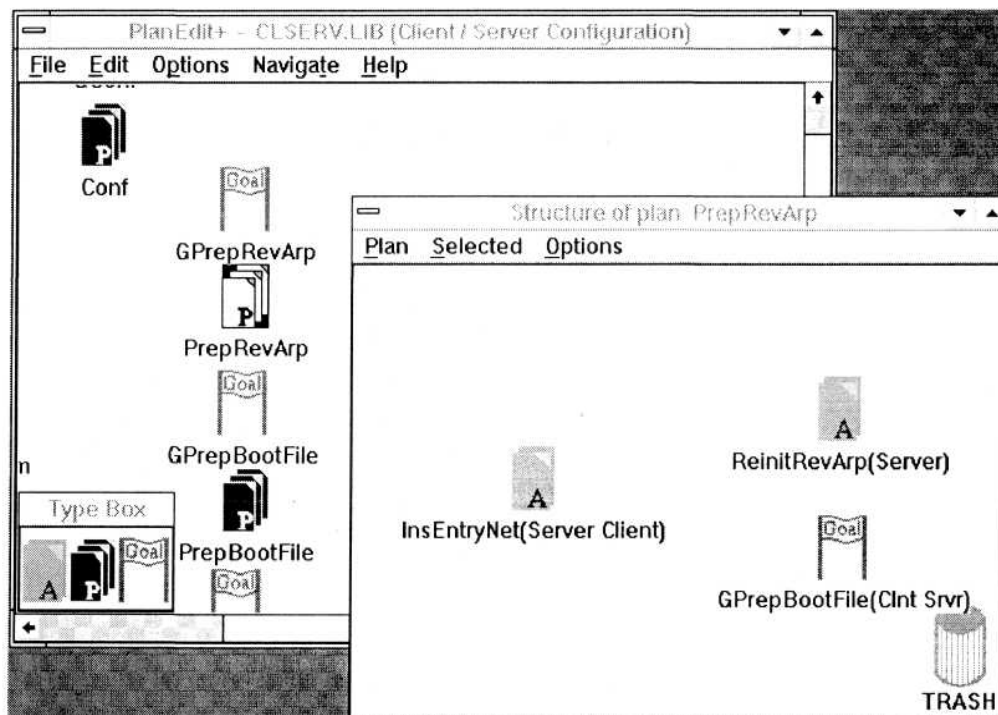 PlanEdit+ - CLSERV.LIB (Client / Server Configuration)
File Edit Options Navigate Help
P
Conf
Goal
GPrepRevArp
P
PrepRevArp
Goal
GPrepBootFile
P
PrepBootFile
Goal
n
Type Box
A P Goal
Structure of plan PrepRevArp
Plan Selected Options
A
InsEntryNet(Server Client)
A
ReinitRevArp(Server)
Goal
GPrepBootFile(Clnt Srvr)
TRASH